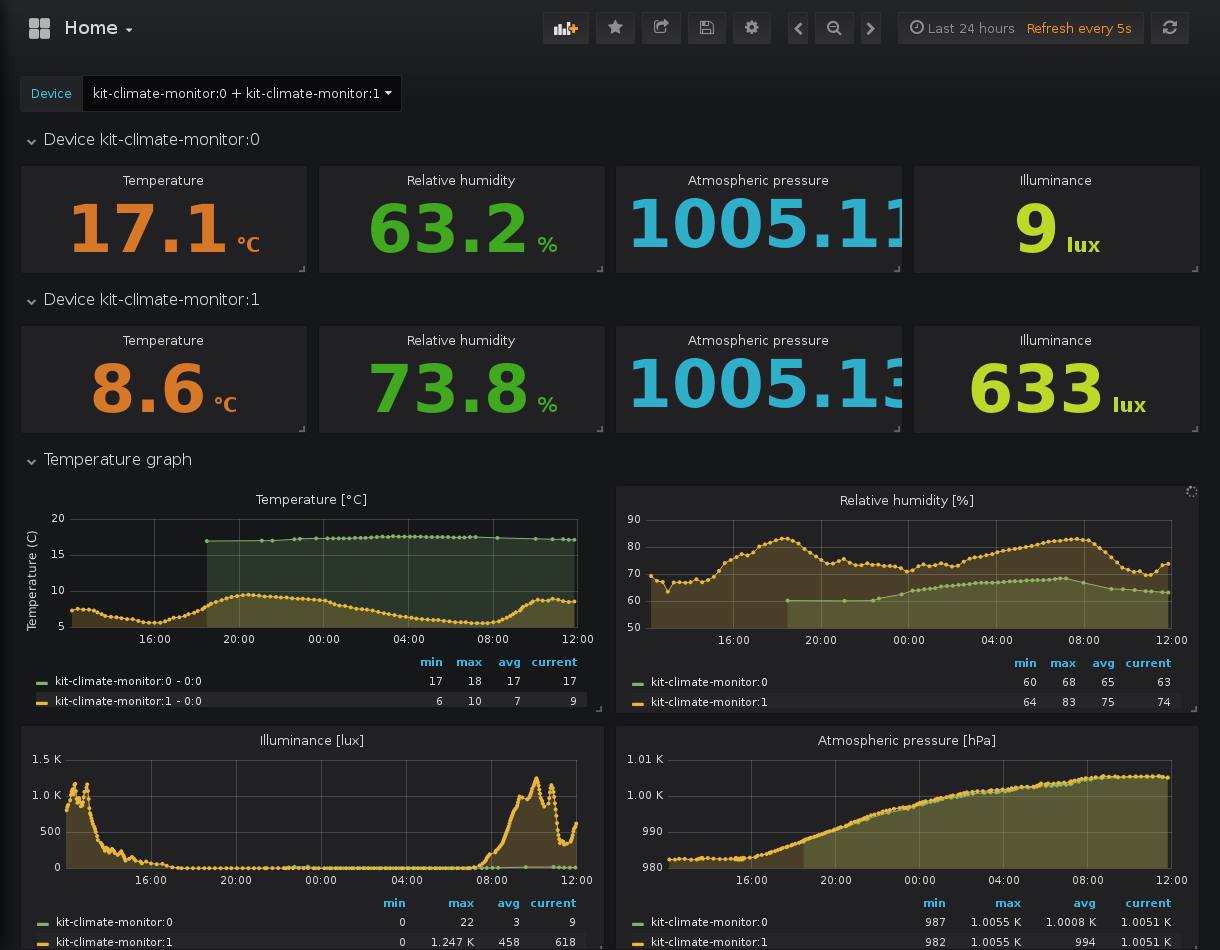 Home
Last 24 hours Refresh every 5s
Device kit-climate-monitor:0 + kit-climate-monitor:1
Device kit-climate-monitor:0
Temperature Relative humidity Atmospheric pressure Illuminance
17.1 °C 63.2 % 1005.11 9 lux
Device kit-climate-monitor:1
Temperature Relative humidity Atmospheric pressure Illuminance
8.6 °C 73.8 % 1005.13 633 lux
Temperature graph
Temperature [°C]
Temperature (C)
20
15
10
5
16:00 20:00 00:00 04:00 08:00 12:00
min max avg current
kit-climate-monitor:0 - 0:0 17 18 17 17
kit-climate-monitor:1 - 0:0 6 10 7 9
Relative humidity [%]
90
80
70
60
50
16:00 20:00 00:00 04:00 08:00 12:00
min max avg current
kit-climate-monitor:0 60 68 65 63
kit-climate-monitor:1 64 83 75 74
Illuminance [lux]
1.5 K
1.0 K
500
0
16:00 20:00 00:00 04:00 08:00 12:00
min max avg current
kit-climate-monitor:0 0 22 3 9
kit-climate-monitor:1 0 1.247 K 458 618
Atmospheric pressure [hPa]
1.01 K
1.00 K
990
980
16:00 20:00 00:00 04:00 08:00 12:00
min max avg current
kit-climate-monitor:0 987 1.0055 K 1.0008 K 1.0051 K
kit-climate-monitor:1 982 1.0055 K 994 1.0051 K